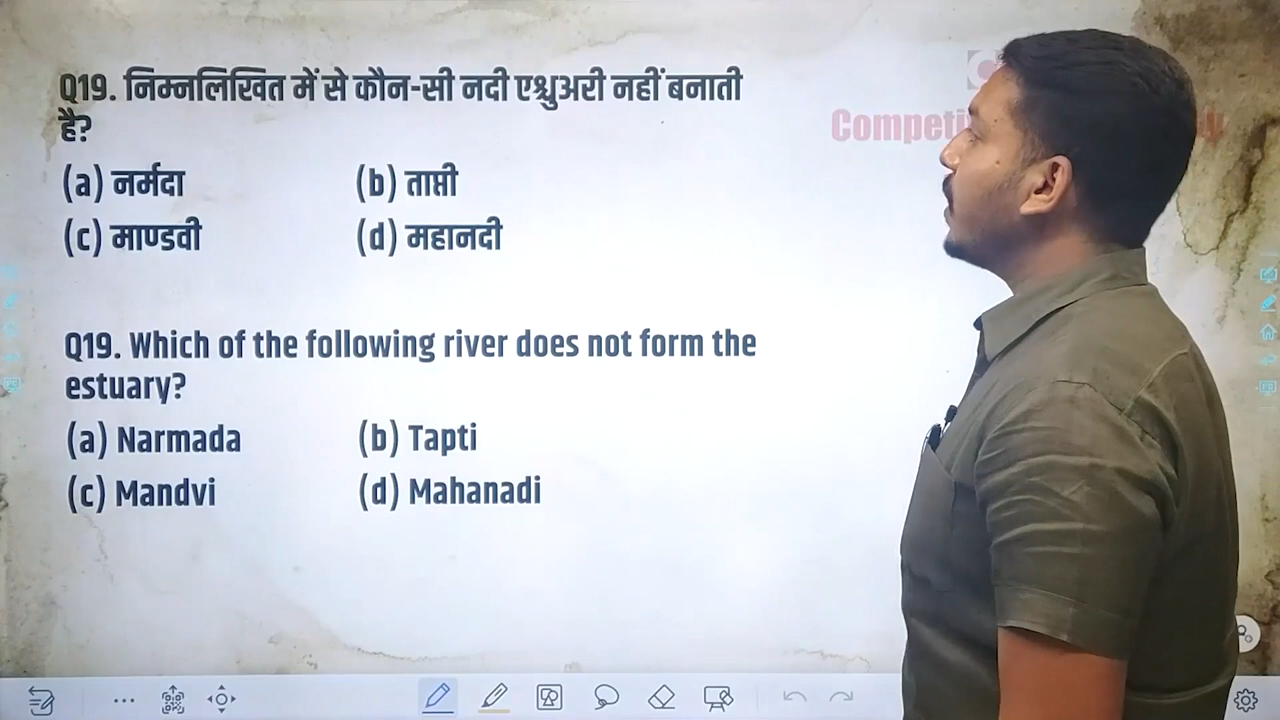 Q19. निम्नलिखित में से कौन-सी नदी एश्चुअरी नहीं बनाती
है?
(a) नर्मदा (b) ताप्ती
(c) माण्डवी (d) महानदी
Q19. Which of the following river does not form the
estuary?
(a) Narmada (b) Tapti
(c) Mandvi (d) Mahanadi